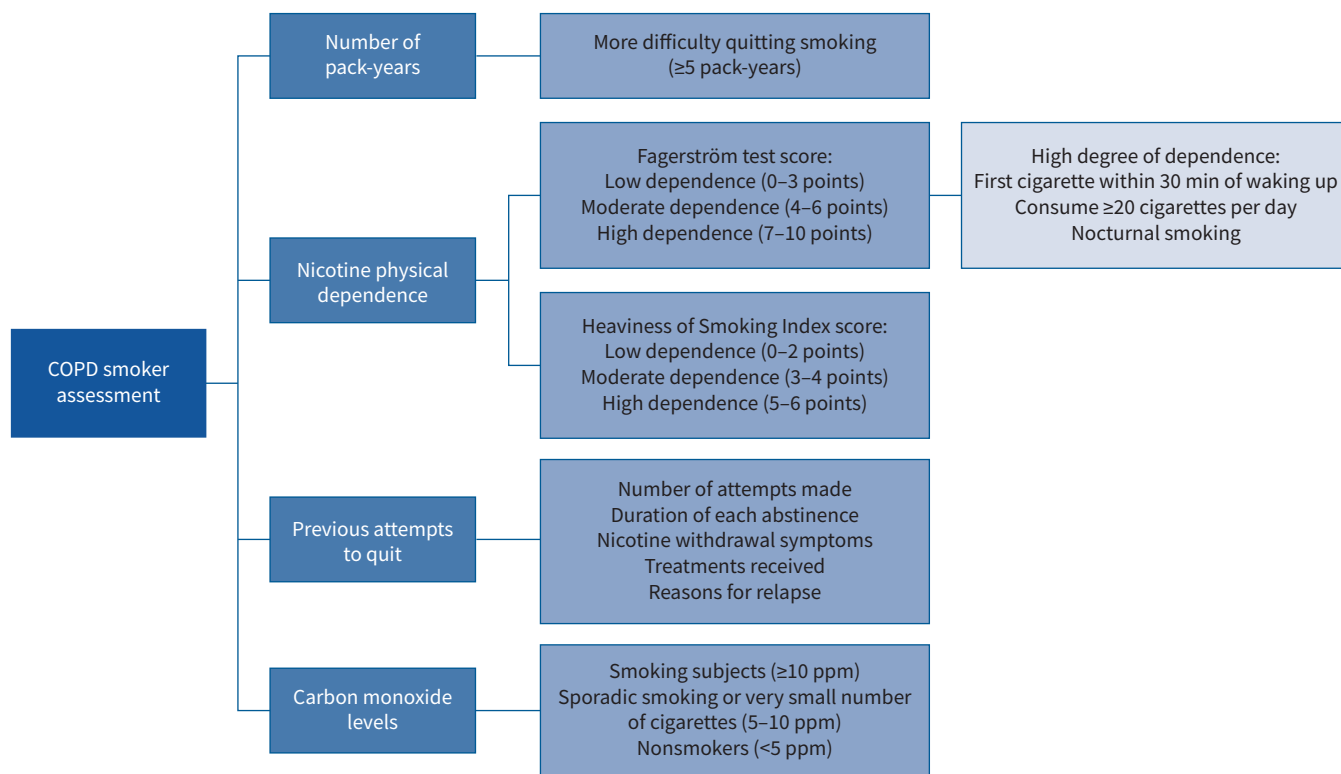 COPD smoker
assessment
Number of
pack-years
More difficulty quitting smoking
(≥5 pack-years)
Nicotine physical
dependence
Fagerström test score:
Low dependence (0–3 points)
Moderate dependence (4–6 points)
High dependence (7–10 points)
High degree of dependence:
First cigarette within 30 min of waking up
Consume ≥20 cigarettes per day
Nocturnal smoking
Heaviness of Smoking Index score:
Low dependence (0–2 points)
Moderate dependence (3–4 points)
High dependence (5–6 points)
Previous attempts
to quit
Number of attempts made
Duration of each abstinence
Nicotine withdrawal symptoms
Treatments received
Reasons for relapse
Carbon monoxide
levels
Smoking subjects (≥10 ppm)
Sporadic smoking or very small number
of cigarettes (5–10 ppm)
Nonsmokers (<5 ppm)